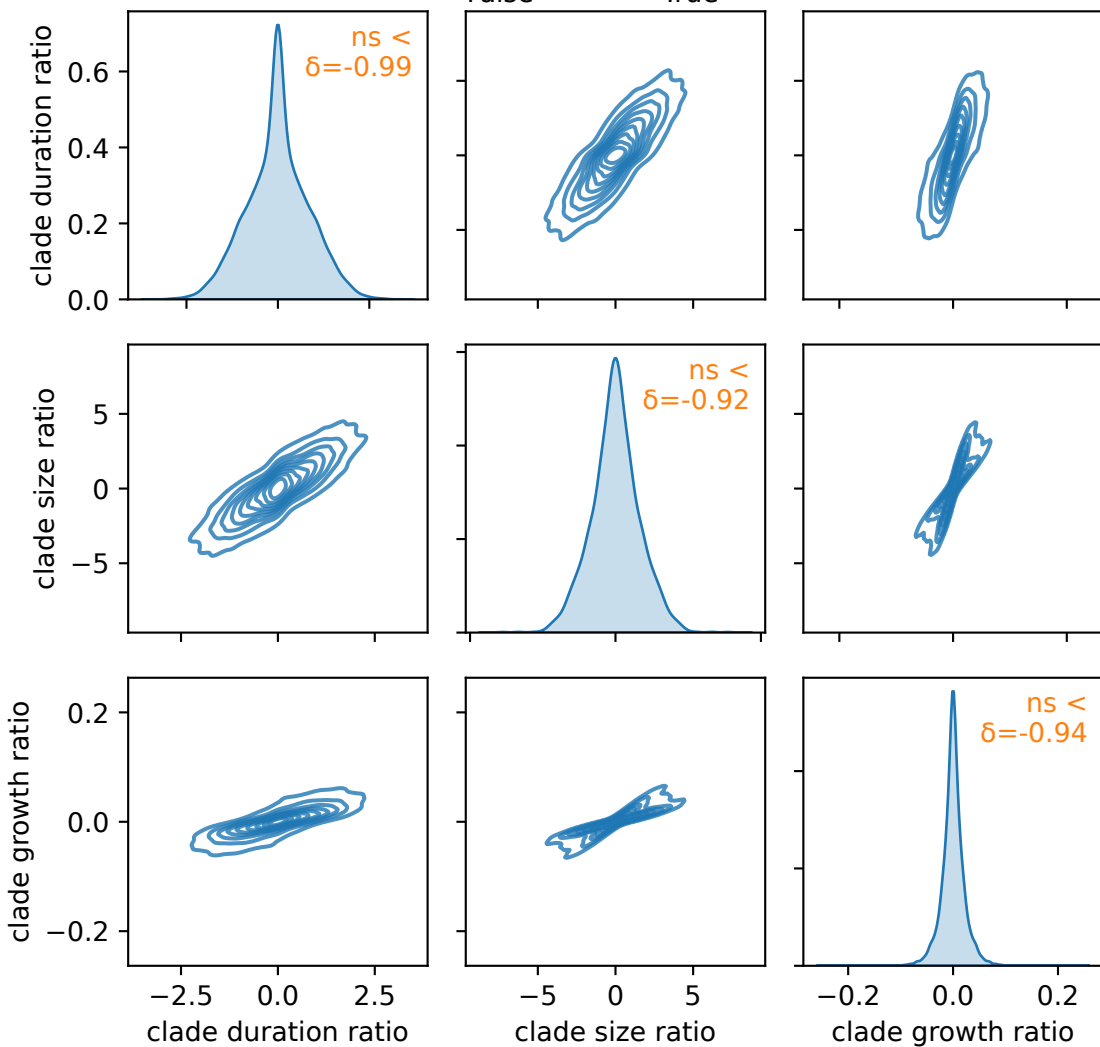 True
clade duration ratio
0.6
0.4
0.2
0.0
ns <
δ=-0.99
clade size ratio
5
0
−5
ns <
δ=-0.92
clade growth ratio
0.2
0.0
−0.2
ns <
δ=-0.94
−2.5 0.0 2.5
−5 0 5
−0.2 0.0 0.2
clade duration ratio
clade size ratio
clade growth ratio